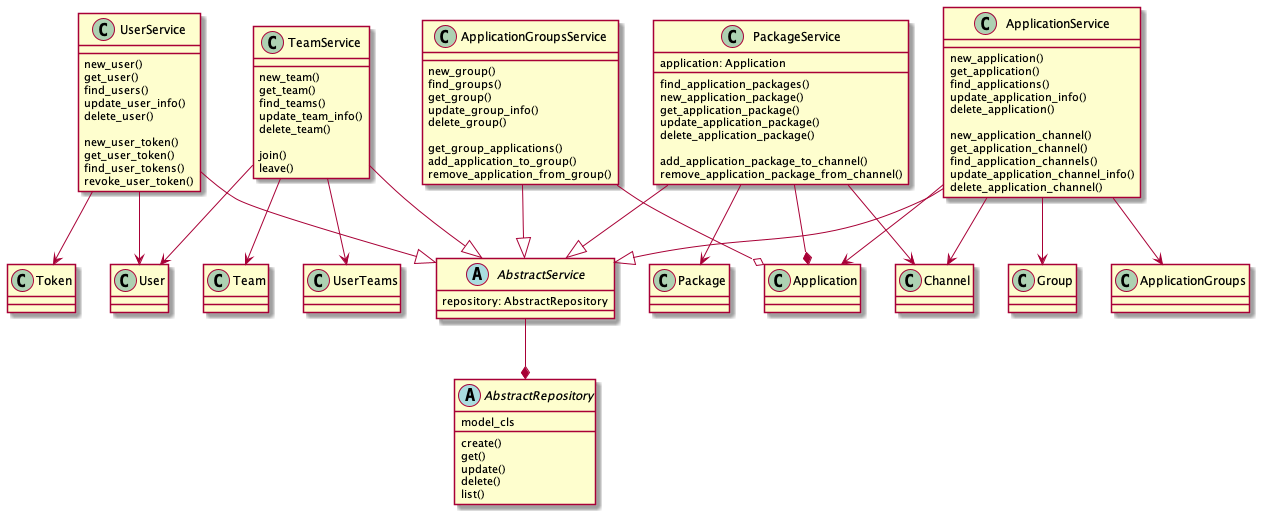 C UserService
new_user()
get_user()
find_users()
update_user_info()
delete_user()
new_user_token()
get_user_token()
find_user_tokens()
revoke_user_token()
C TeamService
new_team()
get_team()
find_teams()
update_team_info()
delete_team()
join()
leave()
C ApplicationGroupsService
new_group()
find_groups()
get_group()
update_group_info()
delete_group()
get_group_applications()
add_application_to_group()
remove_application_from_group()
C PackageService
application: Application
find_application_packages()
new_application_package()
get_application_package()
update_application_package()
delete_application_package()
add_application_package_to_channel()
remove_application_package_from_channel()
C ApplicationService
new_application()
get_application()
find_applications()
update_application_info()
delete_application()
new_application_channel()
get_application_channel()
find_application_channels()
update_application_channel_info()
delete_application_channel()
C Token
C User
C Team
C UserTeams
A AbstractService
repository: AbstractRepository
C Package
C Application
C Channel
C Group
C ApplicationGroups
A AbstractRepository
model_cls
create()
get()
update()
delete()
list()